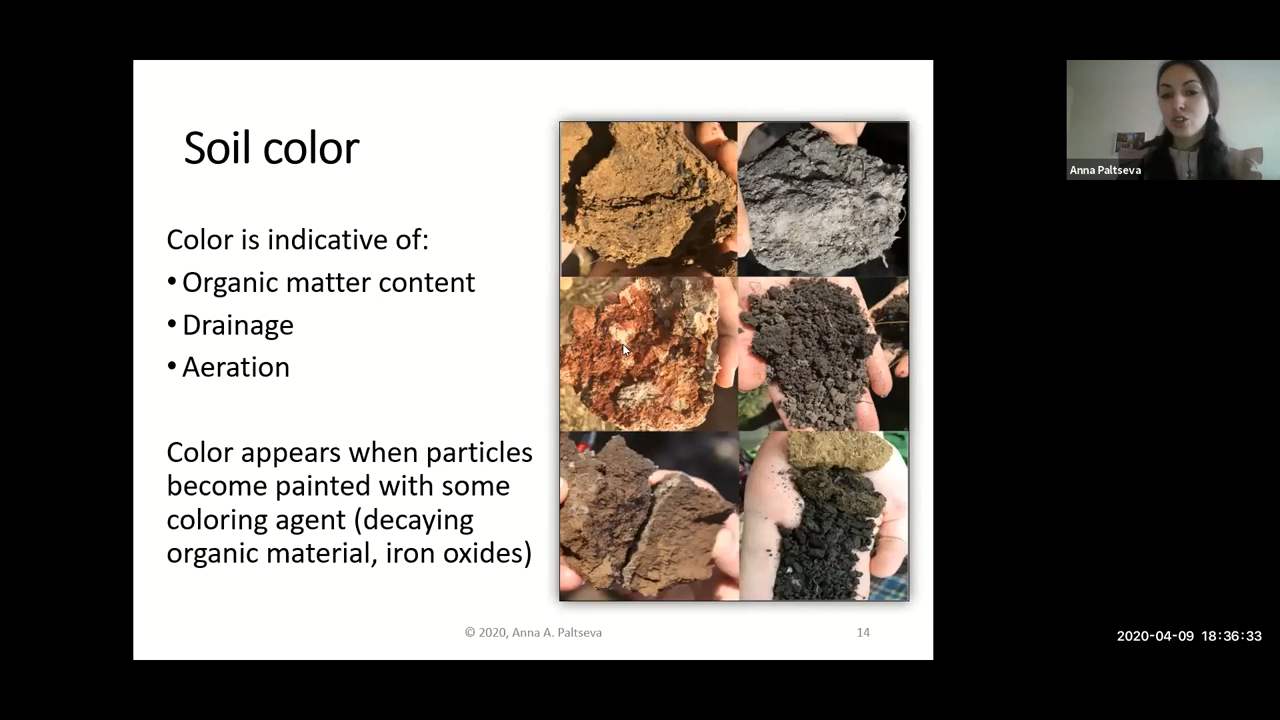 Soil color
Color is indicative of:
• Organic matter content
• Drainage
• Aeration
Color appears when particles
become painted with some
coloring agent (decaying
organic material, iron oxides)
© 2020, Anna A. Paltseva
14
Anna Paltseva
2020-04-09 18:36:33